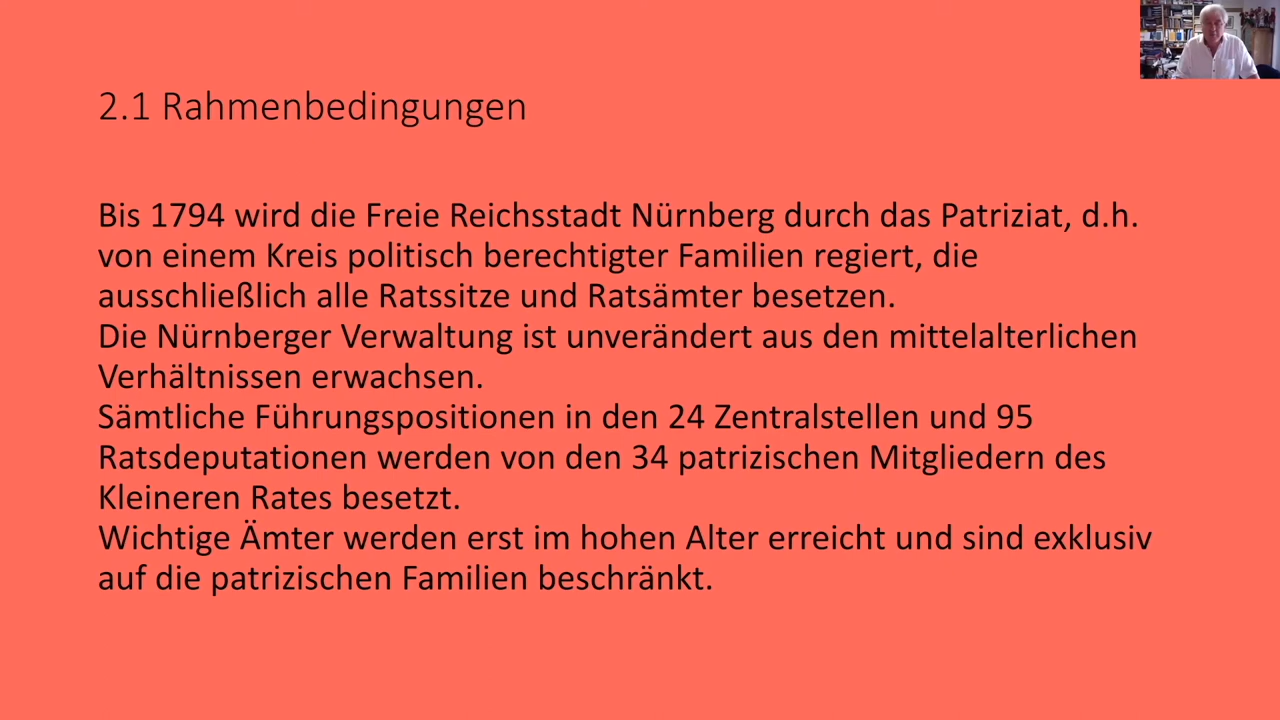 2.1 Rahmenbedingungen
Bis 1794 wird die Freie Reichsstadt Nürnberg durch das Patriziat, d.h.
von einem Kreis politisch berechtigter Familien regiert, die
ausschließlich alle Ratssitze und Ratsämter besetzen.
Die Nürnberger Verwaltung ist unverändert aus den mittelalterlichen
Verhältnissen erwachsen.
Sämtliche Führungspositionen in den 24 Zentralstellen und 95
Ratsdeputationen werden von den 34 patrizischen Mitgliedern des
Kleineren Rates besetzt.
Wichtige Ämter werden erst im hohen Alter erreicht und sind exklusiv
auf die patrizischen Familien beschränkt.